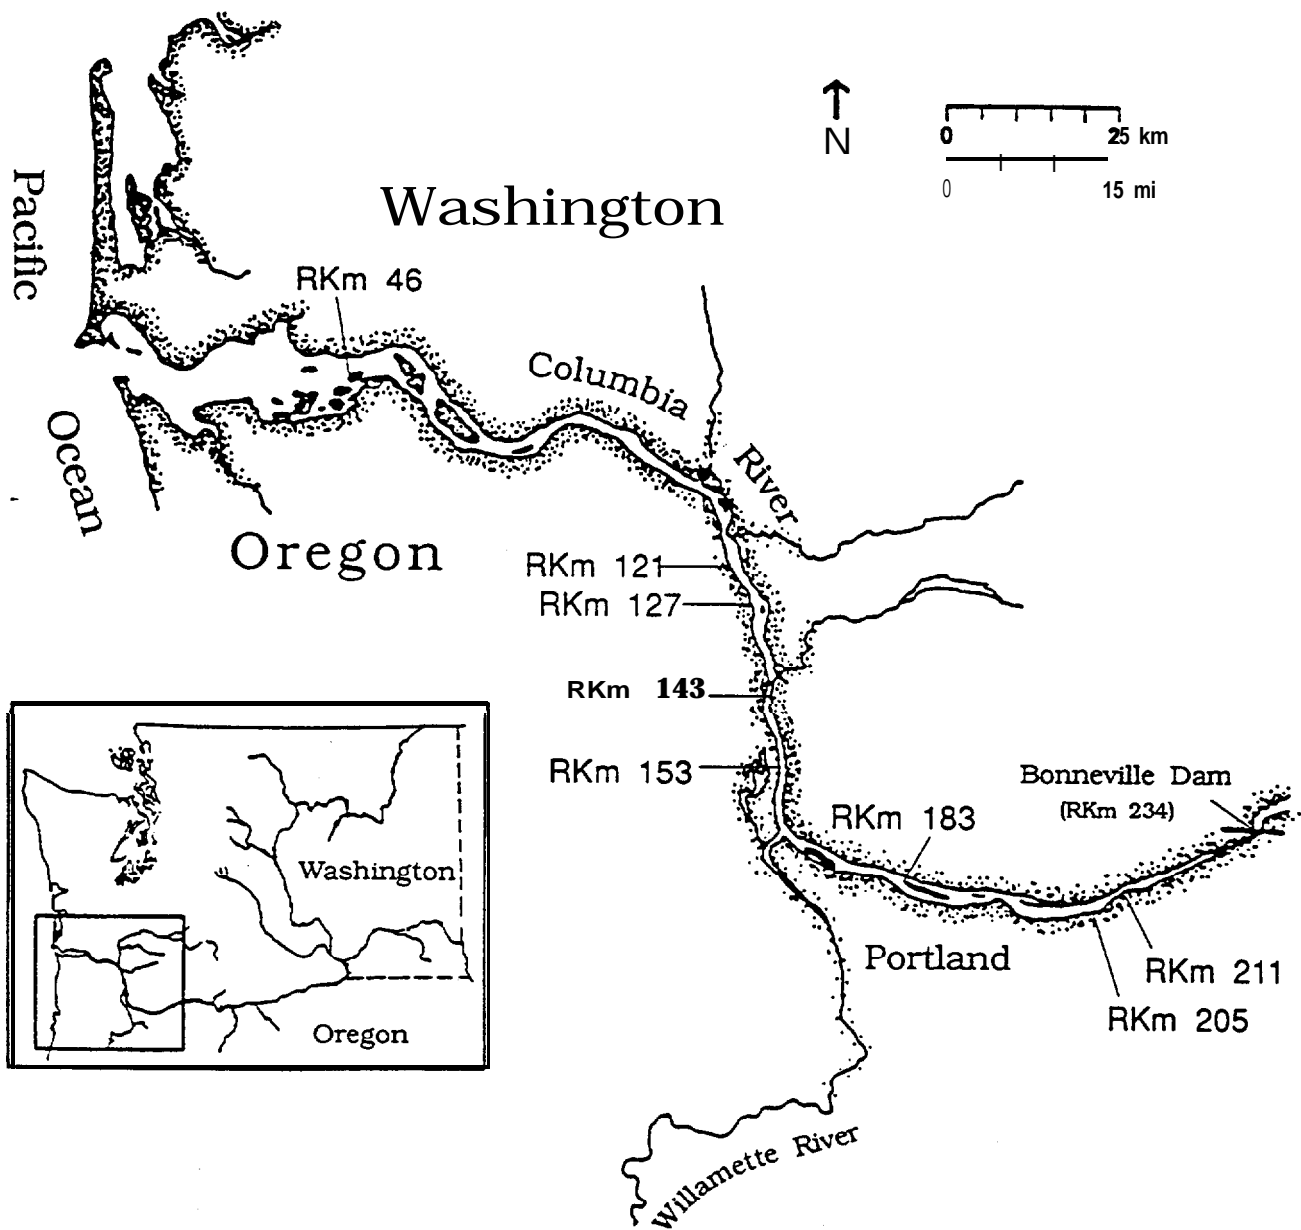 N
0 25 km
0 15 mi
Pacific
Ocean
Washington
RKm 46
Columbia
River
Oregon
RKm 121
RKm 127
RKm 143
RKm 153
RKm 183
Bonneville Dam
(RKm 234)
Portland
RKm 211
RKm 205
Willamette River
Washington
Oregon